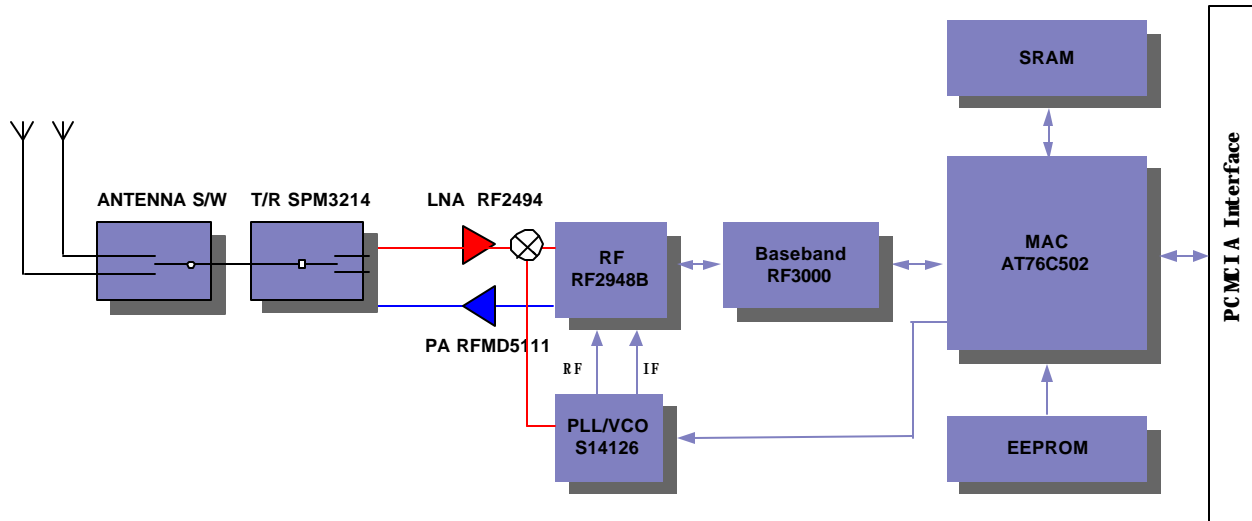 SRAM
ANTENNA S/W
T/R SPM3214
LNA RF2494
RF
RF2948B
Baseband
RF3000
MAC
AT76C502
PCMCIA Interface
PA RFMD5111
RF
IF
PLL/VCO
S14126
EEPROM